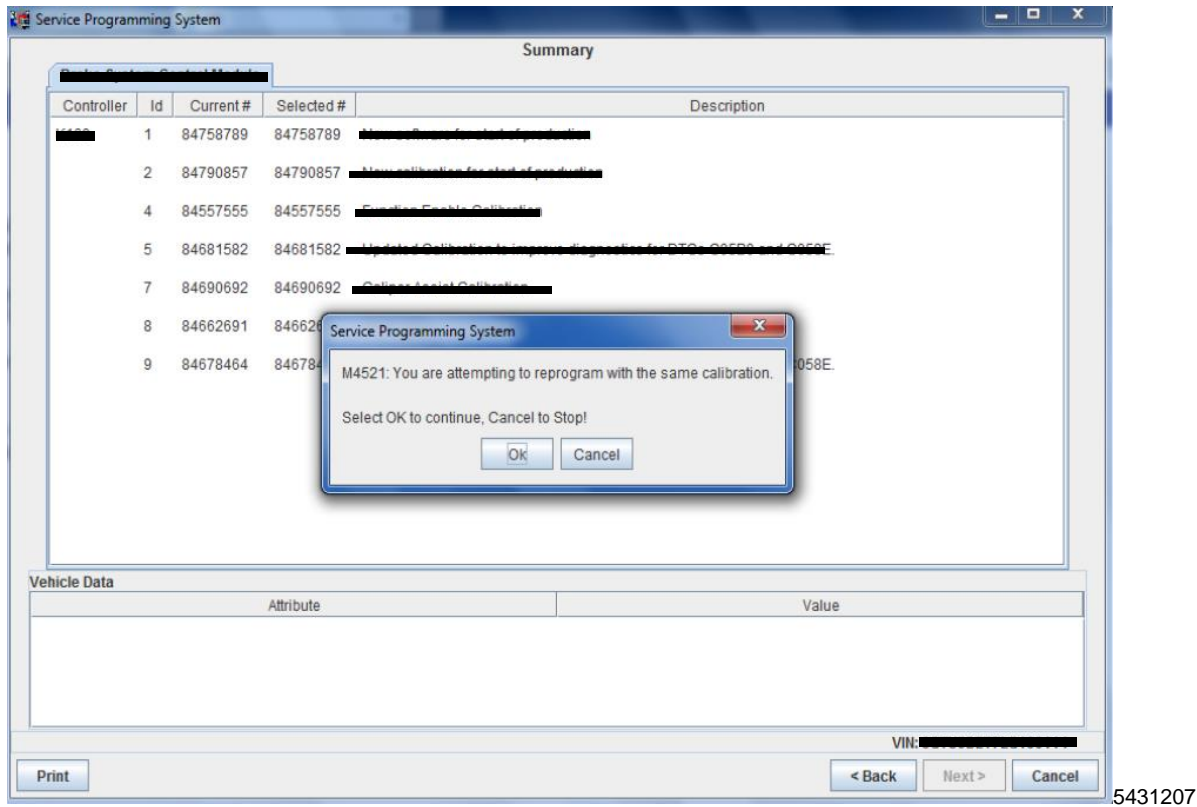 Service Programming System
Summary
Controller Id Current # Selected # Description
1 84758789 84758789
2 84790857 84790857
4 84557555 84557555
5 84681582 84681582
7 84690692 84690692
8 84662691 84662
9 84678464 84678 058E.
Service Programming System
M4521: You are attempting to reprogram with the same calibration.
Select OK to continue, Cancel to Stop!
Ok Cancel
Vehicle Data
Attribute Value
VIN:
Print < Back Next > Cancel
5431207